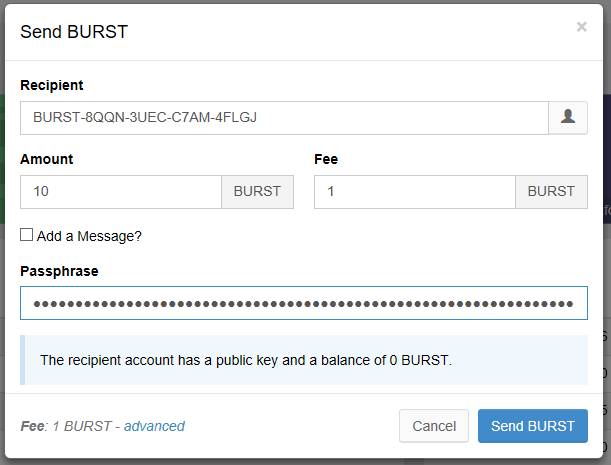 Send BURST ×
Recipient
BURST-8QQN-3UEC-C7AM-4FLGJ
Amount Fee
10 BURST 1 BURST
Add a Message?
Passphrase
The recipient account has a public key and a balance of 0 BURST.
Fee: 1 BURST - advanced Cancel Send BURST